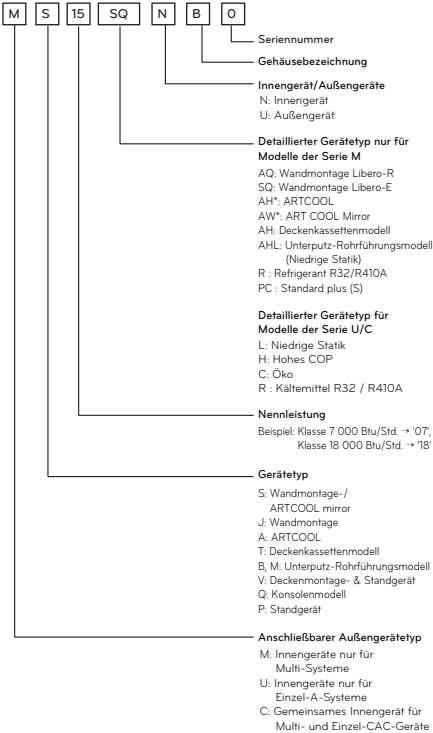 M S 15 SQ N B 0
Seriennummer
Gehäusebezeichnung
Innengerät/Außengeräte
N: Innengerät
U: Außengerät
Detaillierter Gerätetyp nur für
Modelle der Serie M
AQ: Wandmontage Libero-R
SQ: Wandmontage Libero-E
AH*: ARTCOOL
AW*: ART COOL Mirror
AH: Deckenkassettenmodell
AHL: Unterputz-Rohrführungsmodell
(Niedrige Statik)
R : Refrigerant R32/R410A
PC : Standard plus (S)
Detaillierter Gerätetyp für
Modelle der Serie U/C
L: Niedrige Statik
H: Hohes COP
C: Öko
R : Kältemittel R32 / R410A
Nennleistung
Beispiel: Klasse 7 000 Btu/Std. → '07',
Klasse 18 000 Btu/Std. → '18'
Gerätetyp
S: Wandmontage-/
ARTCOOL mirror
J: Wandmontage
A: ARTCOOL
T: Deckenkassettenmodell
B, M: Unterputz-Rohrführungsmodell
V: Deckenmontage- & Standgerät
Q: Konsolenmodell
P: Standgerät
Anschließbarer Außengerätetyp
M: Innengeräte nur für
Multi-Systeme
U: Innengeräte nur für
Einzel-A-Systeme
C: Gemeinsames Innengerät für
Multi- und Einzel-CAC-Geräte